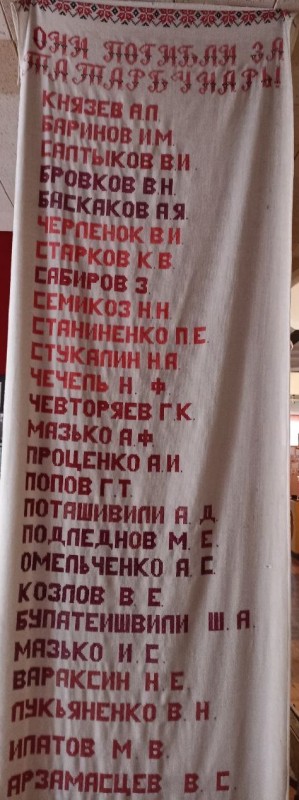 ОНИ ПОГИБЛИ ЗА
ТАТАРБУНАРЫ!
КНЯЗЕВ А.П.
БАРИНОВ И.М.
САЛТЫКОВ В.И.
БРОВКОВ В.Н.
БАСКАКОВ А.Я.
ЧЕРПЕНОК В.И.
СТАРКОВ К.В.
САБИРОВ З.
СЕМИКОЗ Н.Н.
СТАНИНЕНКО П.Е.
СТУКАЛИН Н.А.
ЧЕЧЕЛЬ Н. Ф.
ЧЕВТОРЯЕВ Г.К.
МАЗЬКО А.Ф.
ПРОЦЕНКО А.И.
ПОПОВ Г.Т.
ПОТАШВИЛИ А. Д.
ПОДЛЕДНОВ М. Е.
ОМЕЛЬЧЕНКО А. С.
КОЗЛОВ В. Е.
БУЛАТЕИШВИЛИ Ш. А.
МАЗЬКО И. С.
ВАРАКСИН Н. Е.
ЛУКЬЯНЕНКО В. Н.
ИПАТОВ М. В.
АРЗАМАСЦЕВ В. С.